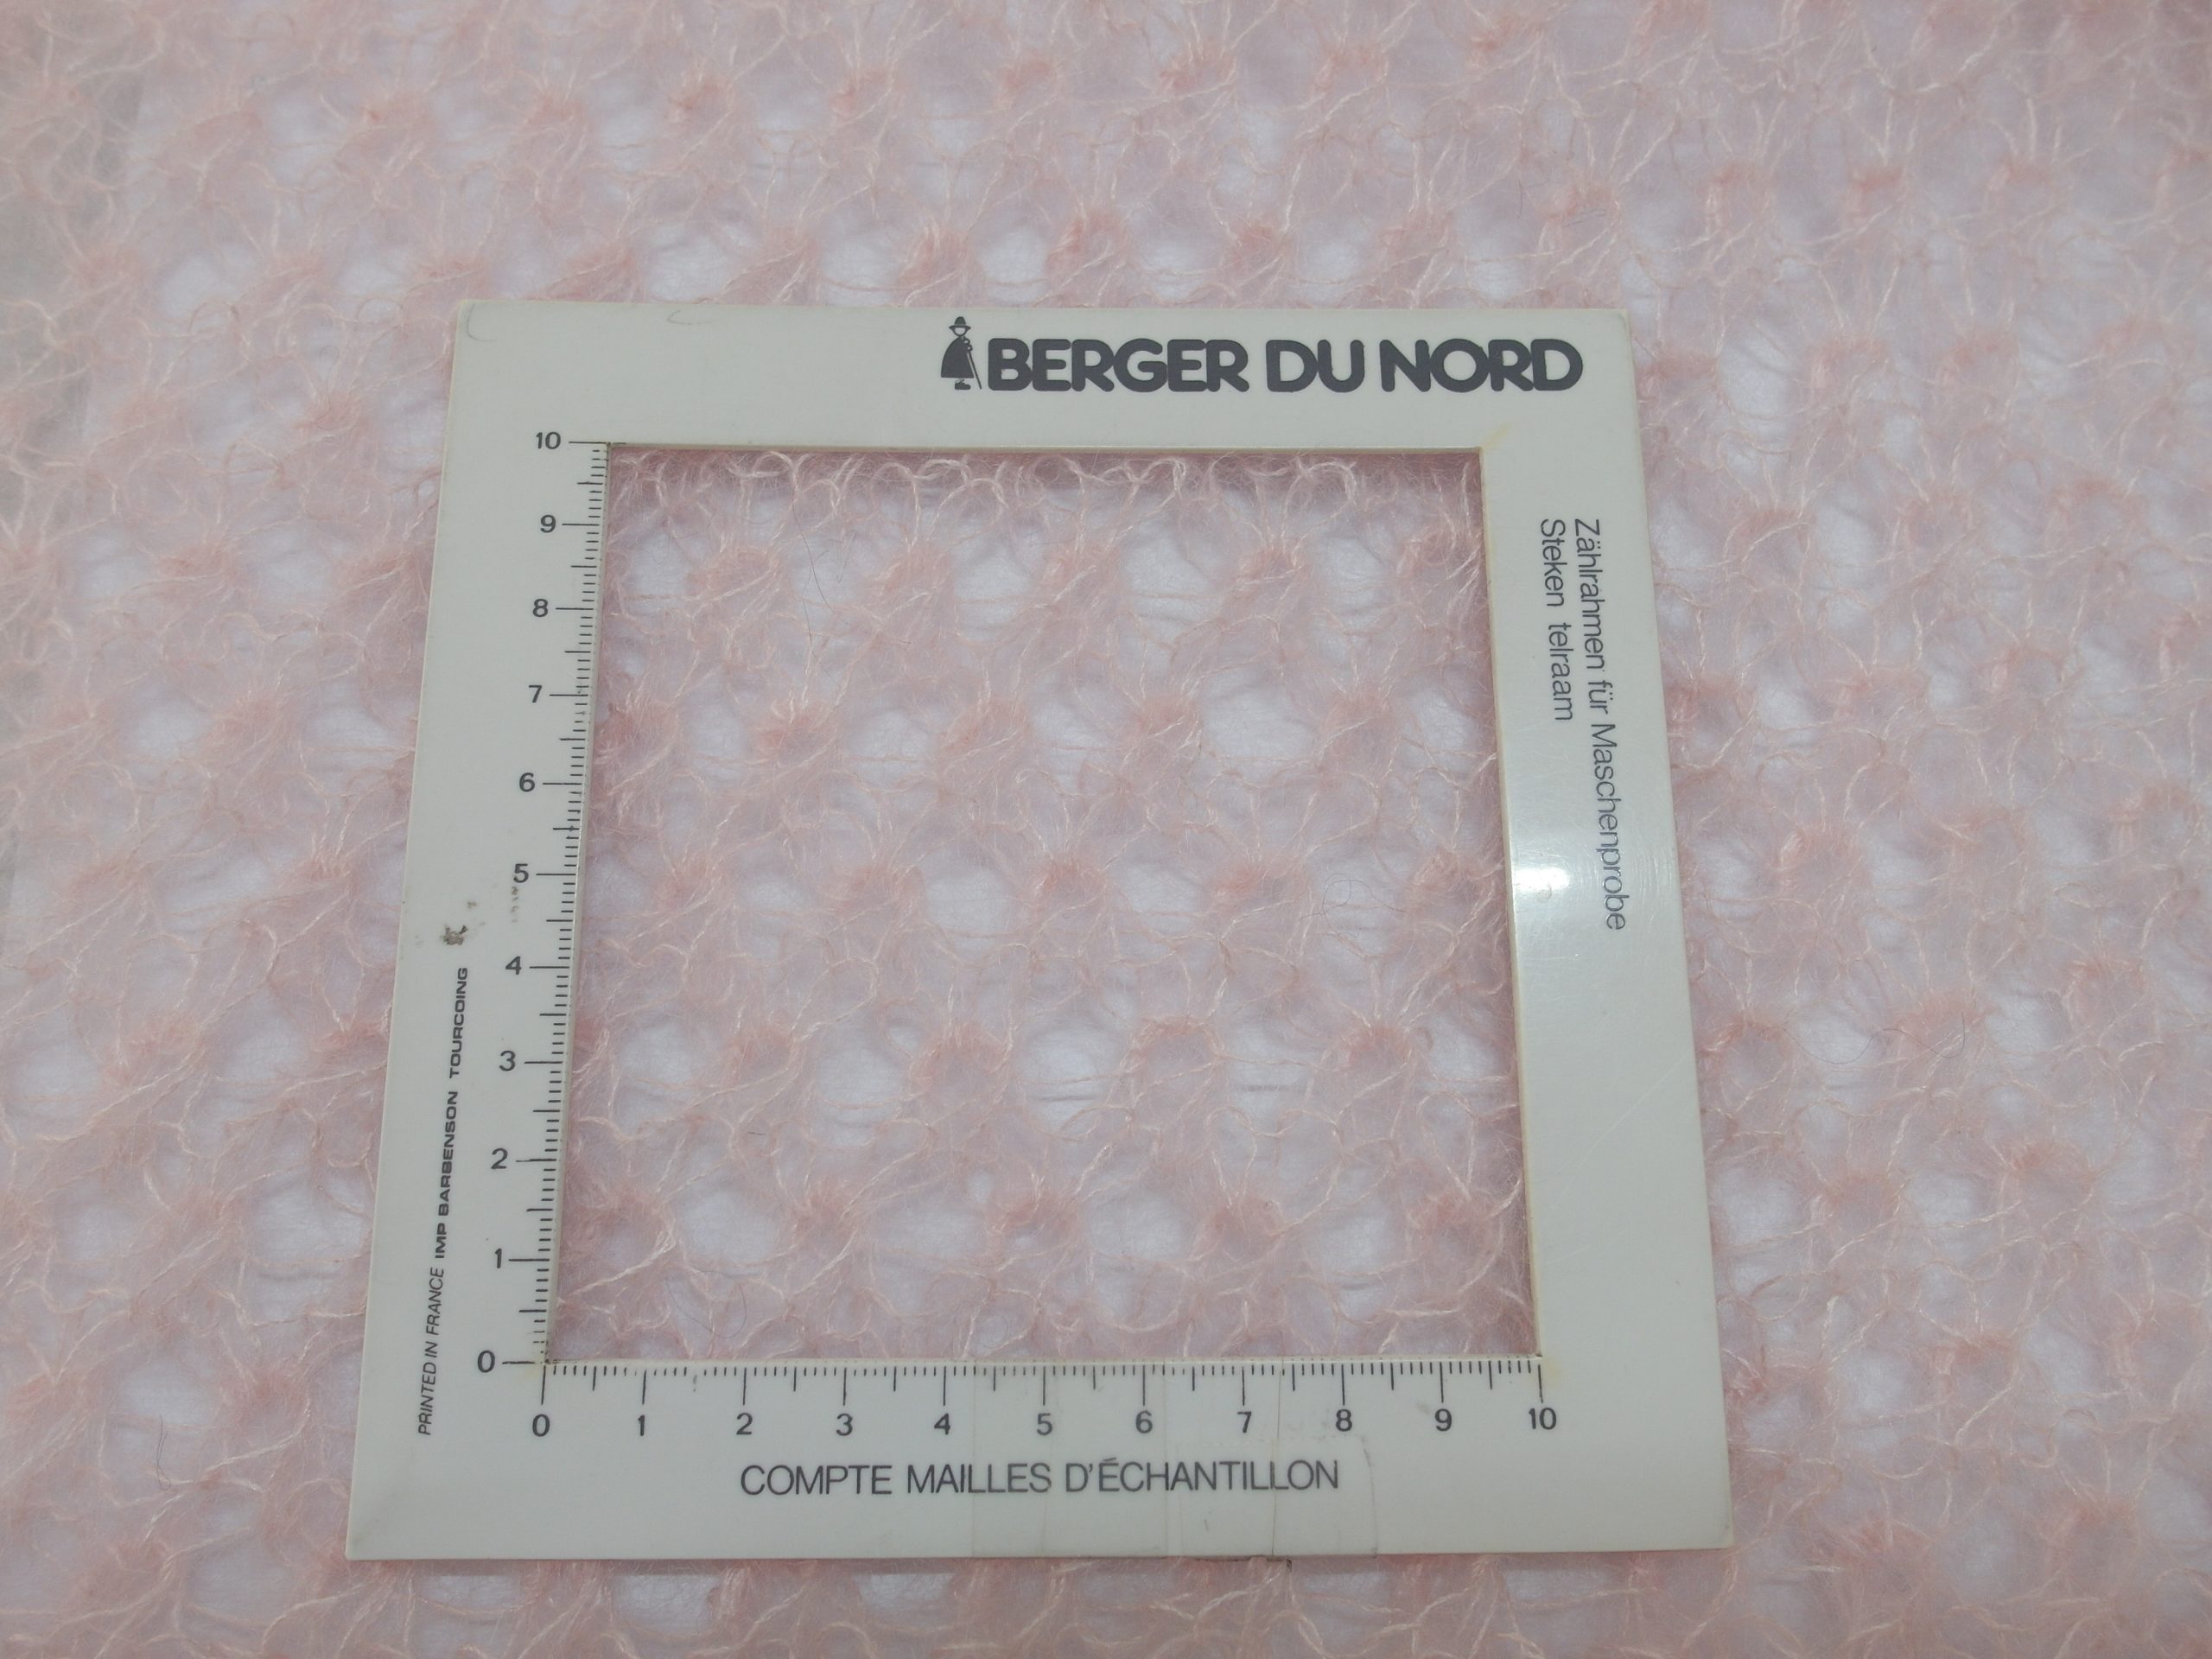 BERGER DU NORD
Zählrahmen für Maschenprobe
Steken telraam
10
9
8
7
6
5
4
3
2
1
0
PRINTED IN FRANCE IMP BARBENSON TOURCOING
0 1 2 3 4 5 6 7 8 9 10
COMPTE MAILLES D'ÉCHANTILLON